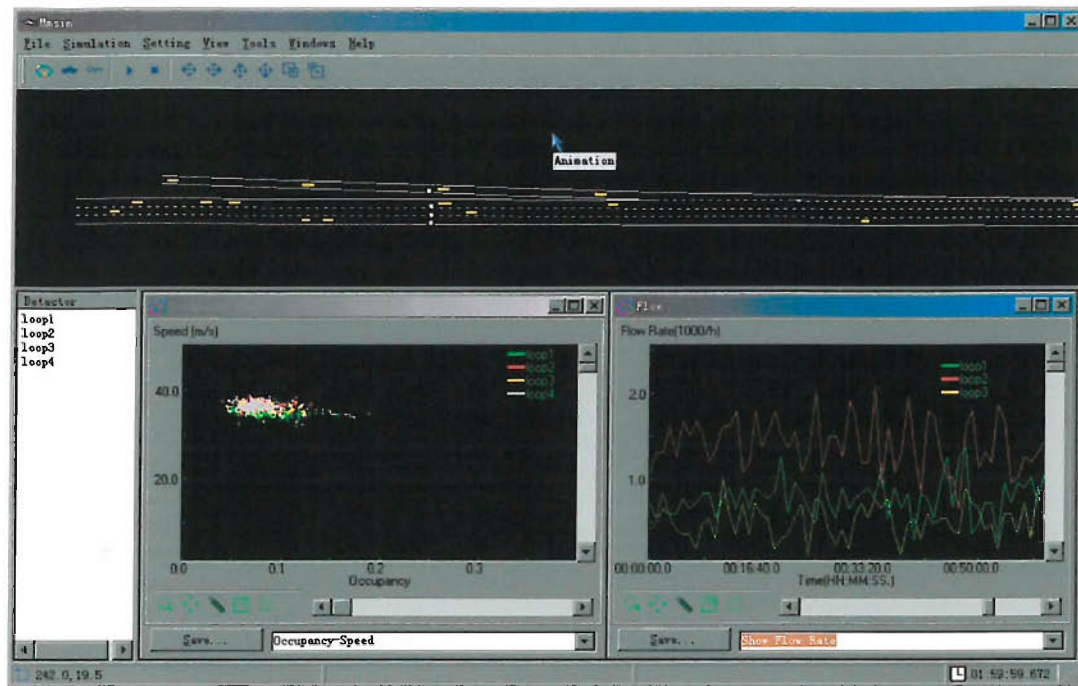 File Simulation Setting View Tools Windows Help
Animation
Detector
loop1
loop2
loop3
loop4
Speed (m/s)
loop1
loop2
loop3
loop4
40.0
20.0
0.0 0.1 0.2 0.3
Occupancy
Save... Occupancy-Speed
Flow
Flow Rate(1000/h)
loop1
loop2
loop3
2.0
1.0
00:00:00.0 00:16:40.0 00:33:20.0 00:50:00.0
Time(HH:MM:SS.)
Save... Show Flow Rate
242.0, 19.5 01:59:59.672